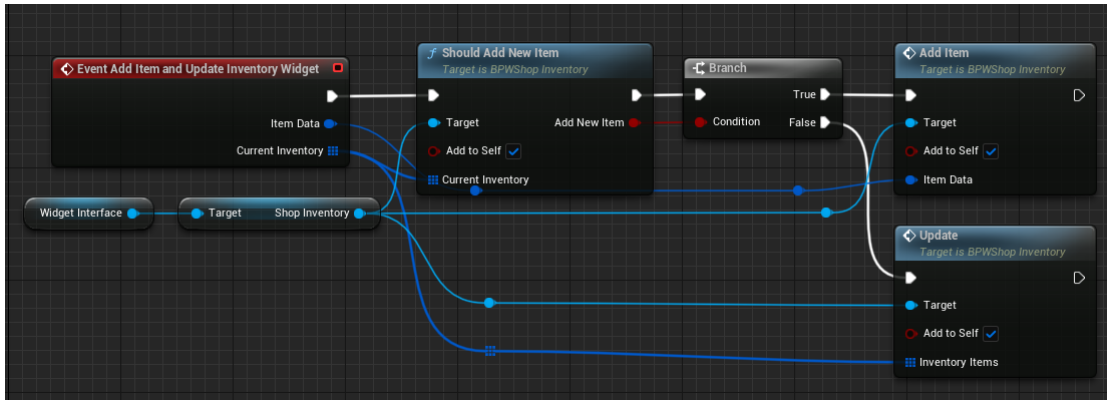 Event Add Item and Update Inventory Widget
Item Data
Current Inventory
Widget Interface
Target
Shop Inventory
Should Add New Item
Target is BPWShop Inventory
Target
Add New Item
Add to Self
Current Inventory
Branch
True
Condition
False
Add Item
Target is BPWShop Inventory
Target
Add to Self
Item Data
Update
Target is BPWShop Inventory
Target
Add to Self
Inventory Items